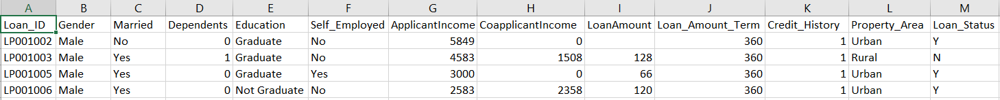 A B C D E F G H I J K L M
Loan_ID Gender Married Dependents Education Self_Employed ApplicantIncome CoapplicantIncome LoanAmount Loan_Amount_Term Credit_History Property_Area Loan_Status
LP001002 Male No 0 Graduate No 5849 0 360 1 Urban Y
LP001003 Male Yes 1 Graduate No 4583 1508 128 360 1 Rural N
LP001005 Male Yes 0 Graduate Yes 3000 0 66 360 1 Urban Y
LP001006 Male Yes 0 Not Graduate No 2583 2358 120 360 1 Urban Y